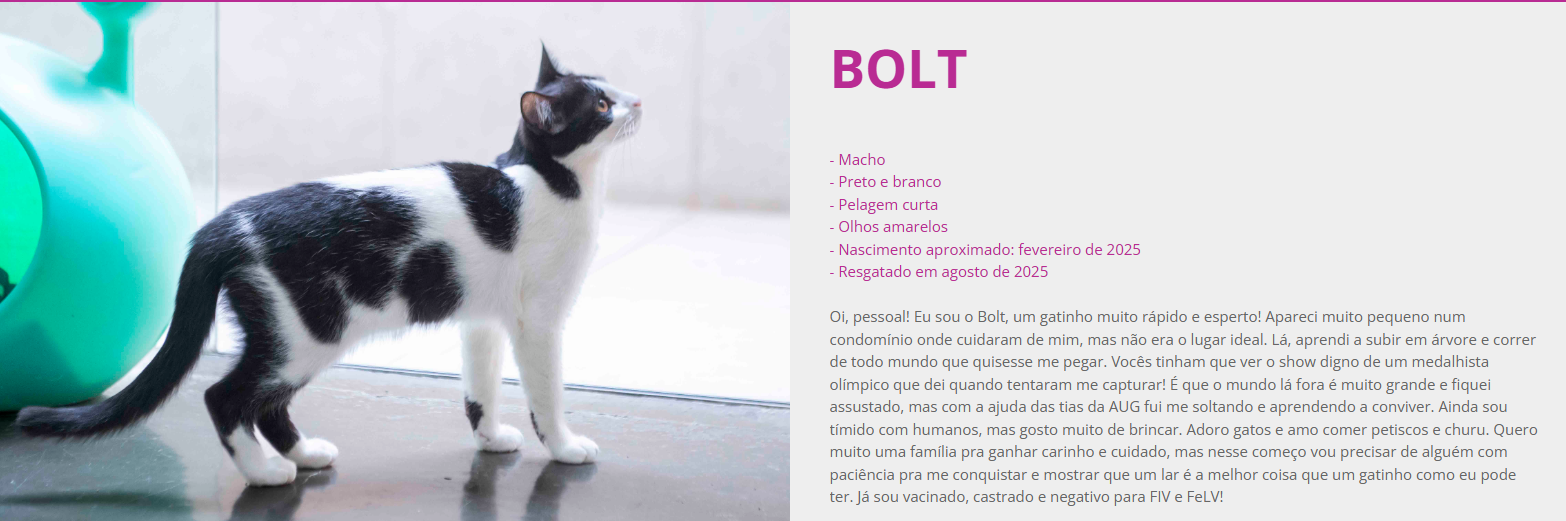 BOLT
- Macho
- Preto e branco
- Pelagem curta
- Olhos amarelos
- Nascimento aproximado: fevereiro de 2025
- Resgatado em agosto de 2025
Oi, pessoal! Eu sou o Bolt, um gatinho muito rápido e esperto! Apareci muito pequeno num
condomínio onde cuidaram de mim, mas não era o lugar ideal. Lá, aprendi a subir em árvore e correr
de todo mundo que quisesse me pegar. Vocês tinham que ver o show digno de um medalhista
olímpico que dei quando tentaram me capturar! É que o mundo lá fora é muito grande e fiquei
assustado, mas com a ajuda das tias da AUG fui me soltando e aprendendo a conviver. Ainda sou
tímido com humanos, mas gosto muito de brincar. Adoro gatos e amo comer petiscos e churu. Quero
muito uma família pra ganhar carinho e cuidado, mas nesse começo vou precisar de alguém com
paciência pra me conquistar e mostrar que um lar é a melhor coisa que um gatinho como eu pode
ter. Já sou vacinado, castrado e negativo para FIV e FeLV!